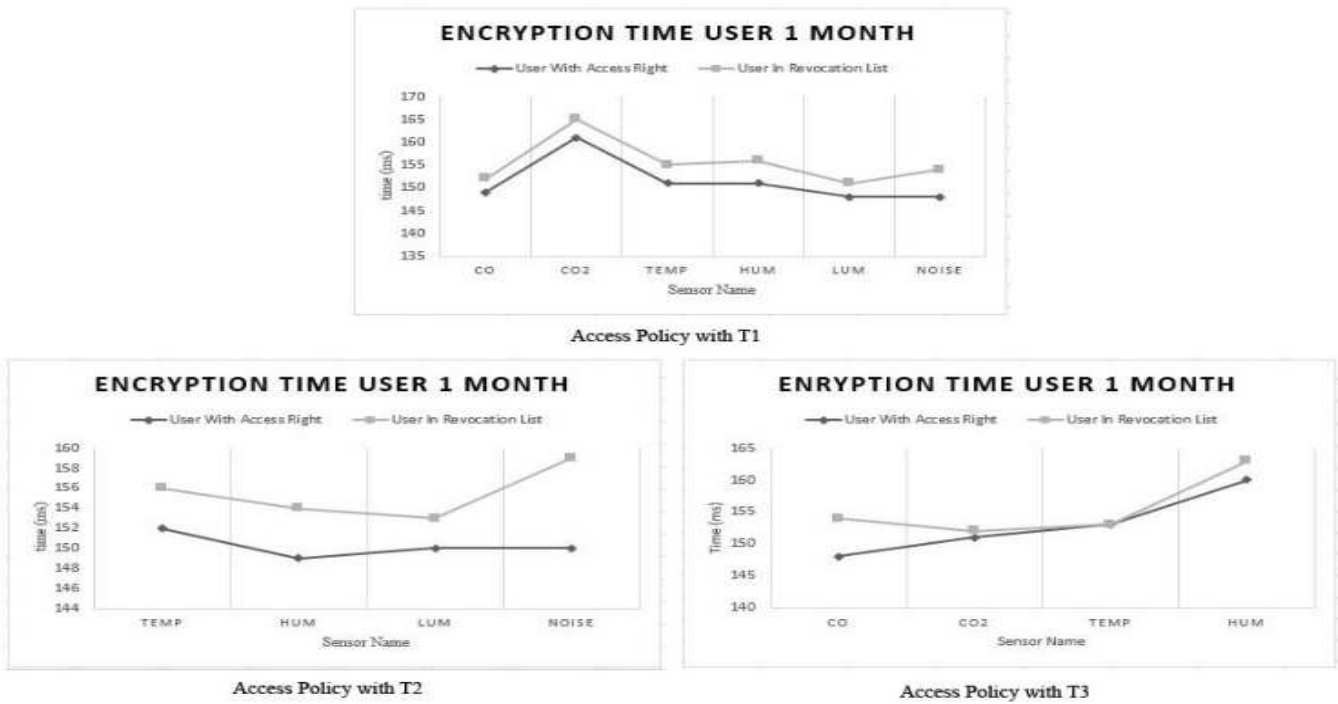 ENCRYPTION TIME USER 1 MONTH
User With Access Right User In Revocation List
170
165
160
155
150
145
140
135
time (ms)
CO CO2 TEMP HUM LUM NOISE
Sensor Name
Access Policy with T1
ENCRYPTION TIME USER 1 MONTH
User With Access Right User In Revocation List
160
158
156
154
152
150
148
146
144
time (ms)
TEMP HUM LUM NOISE
Sensor Name
Access Policy with T2
ENRYPTION TIME USER 1 MONTH
User With Access Right User In Revocation List
165
160
155
150
145
140
Time (ms)
CO CO2 TEMP HUM
Sensor Name
Access Policy with T3